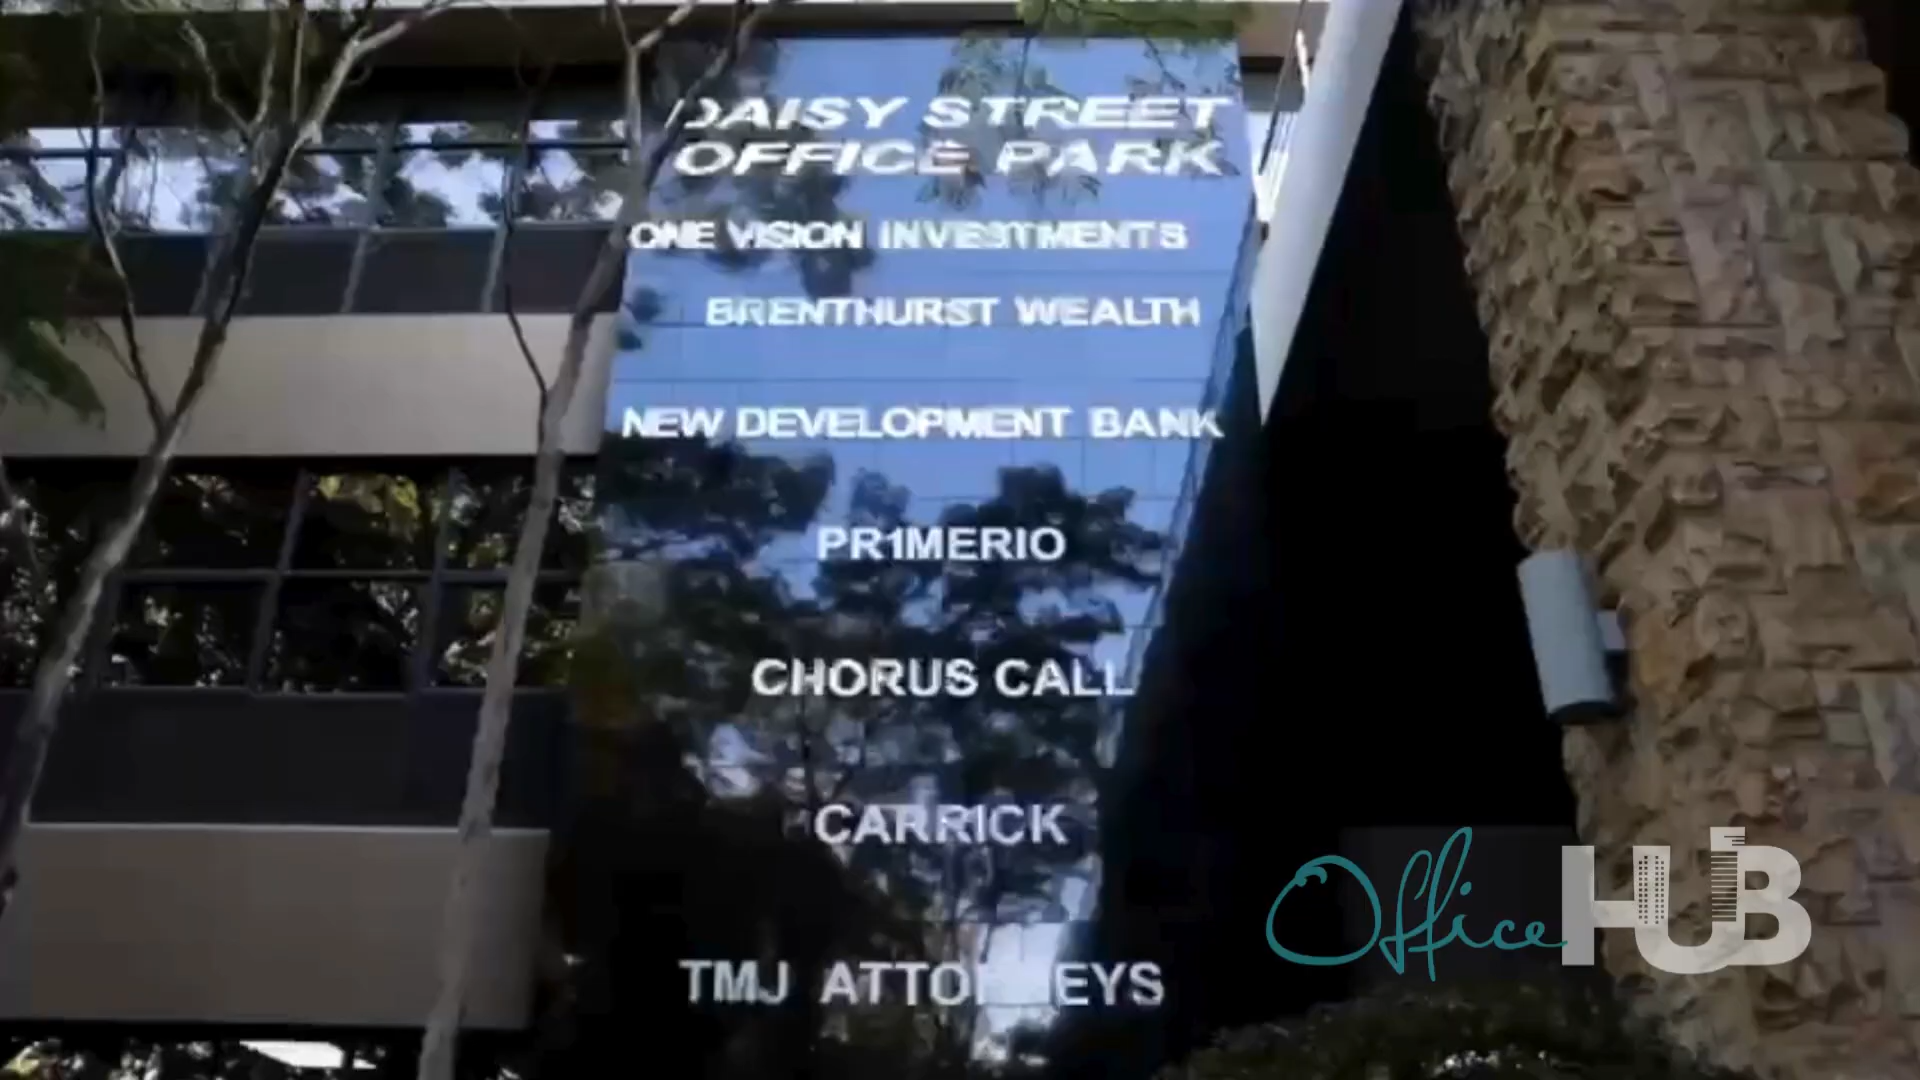 DAISY STREET
OFFICE PARK
ONE VISION INVESTMENTS
BRENTHURST WEALTH
NEW DEVELOPMENT BANK
PR1MERIO
CHORUS CALL
CARRICK
TMJ ATTORNEYS
Office HUB